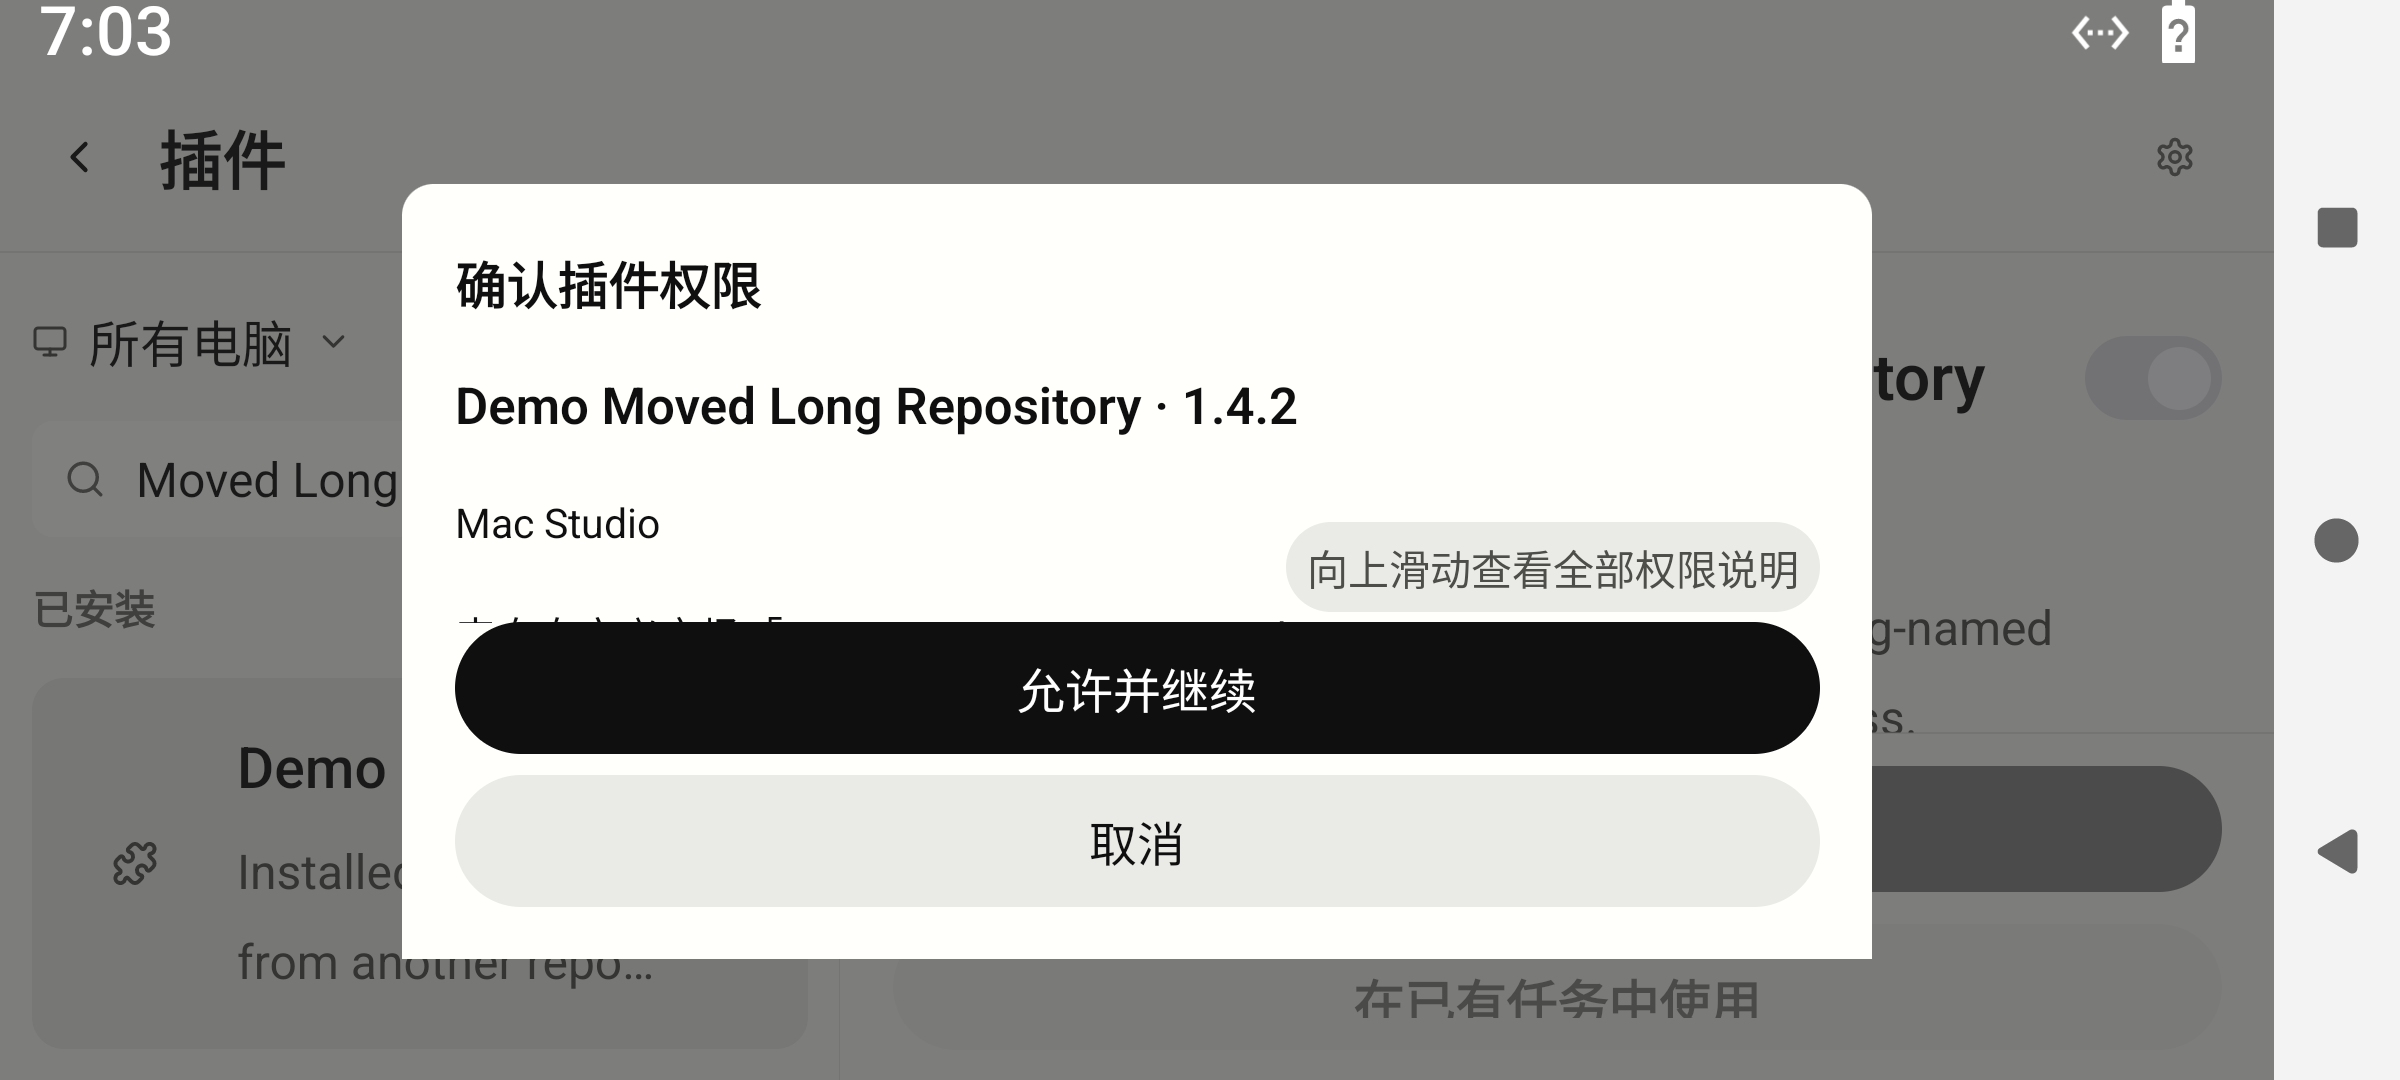 7:03
插件
所有电脑
Moved Long
已安装
Demo
Installed
from another repo…
确认插件权限
Demo Moved Long Repository · 1.4.2
Mac Studio
向上滑动查看全部权限说明
允许并继续
取消
tory
g-named
ss.
在已有任务中使用